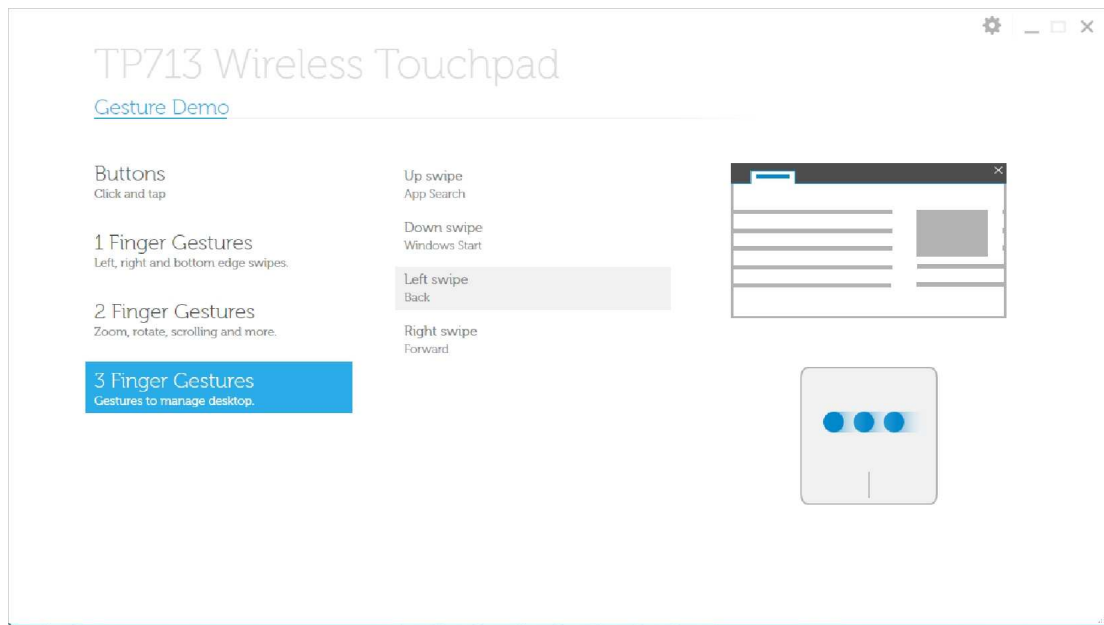 TP713 Wireless Touchpad
Gesture Demo
Buttons
Click and tap
1 Finger Gestures
Left, right and bottom edge swipes.
2 Finger Gestures
Zoom, rotate, scrolling and more.
3 Finger Gestures
Gestures to manage desktop.
Up swipe
App Search
Down swipe
Windows Start
Left swipe
Back
Right swipe
Forward